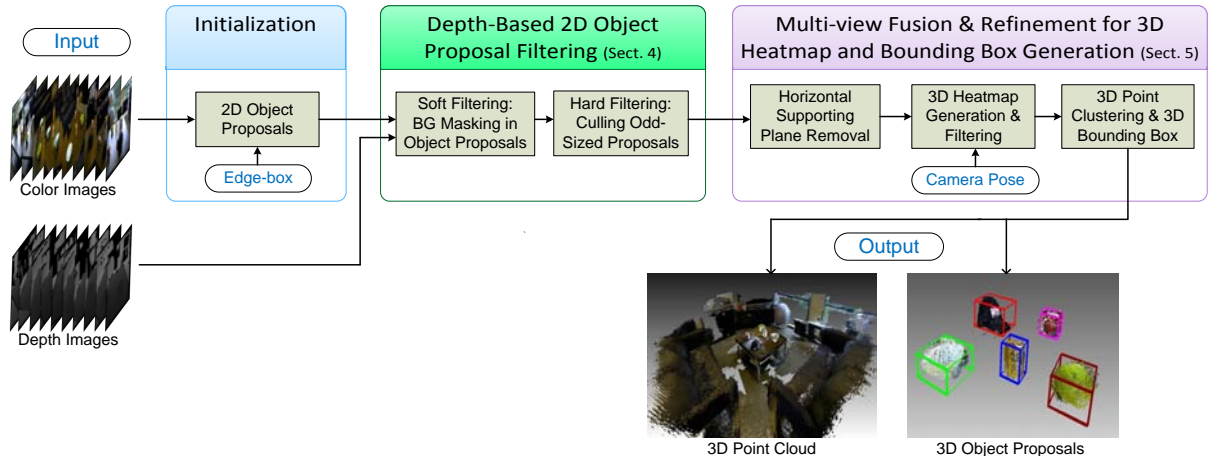 Input
Color Images
Depth Images
Initialization
2D Object
Proposals
Edge-box
Depth-Based 2D Object
Proposal Filtering (Sect. 4)
Soft Filtering:
BG Masking in
Object Proposals
Hard Filtering:
Culling Odd-
Sized Proposals
Multi-view Fusion & Refinement for 3D
Heatmap and Bounding Box Generation (Sect. 5)
Horizontal
Supporting
Plane Removal
3D Heatmap
Generation &
Filtering
Camera Pose
3D Point
Clustering & 3D
Bounding Box
Output
3D Point Cloud
3D Object Proposals